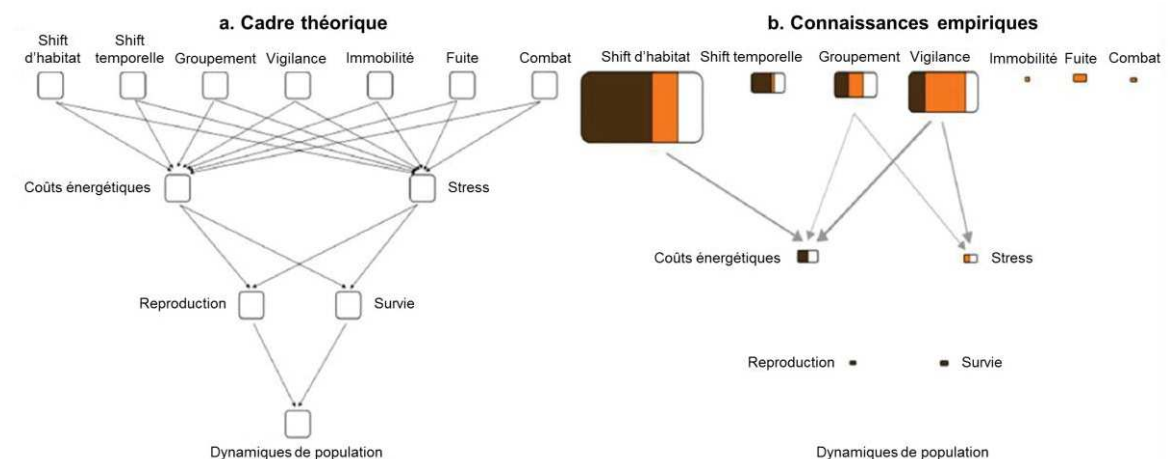 a. Cadre théorique
Shift d'habitat
Shift temporelle
Groupement
Vigilance
Immobilité
Fuite
Combat
Coûts énergétiques
Stress
Reproduction
Survie
Dynamiques de population
b. Connaissances empiriques
Shift d'habitat
Shift temporelle
Groupement
Vigilance
Immobilité
Fuite
Combat
Coûts énergétiques
Stress
Reproduction
Survie
Dynamiques de population